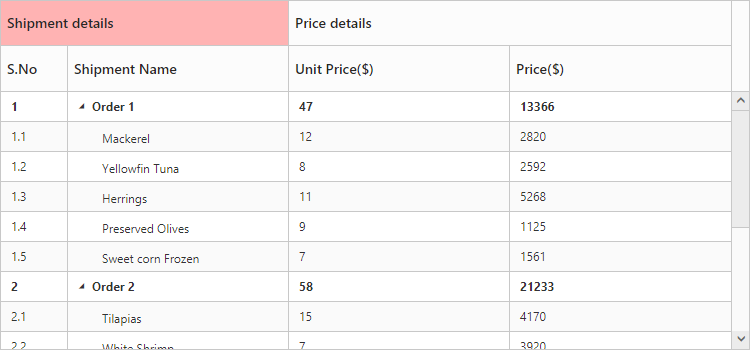 Shipment details Price details
S.No Shipment Name Unit Price($) Price($)
1 Order 1 47 13366
1.1 Mackerel 12 2820
1.2 Yellowfin Tuna 8 2592
1.3 Herrings 11 5268
1.4 Preserved Olives 9 1125
1.5 Sweet corn Frozen 7 1561
2 Order 2 58 21233
2.1 Tilapias 15 4170
2.2 White Shrimp 7 3920